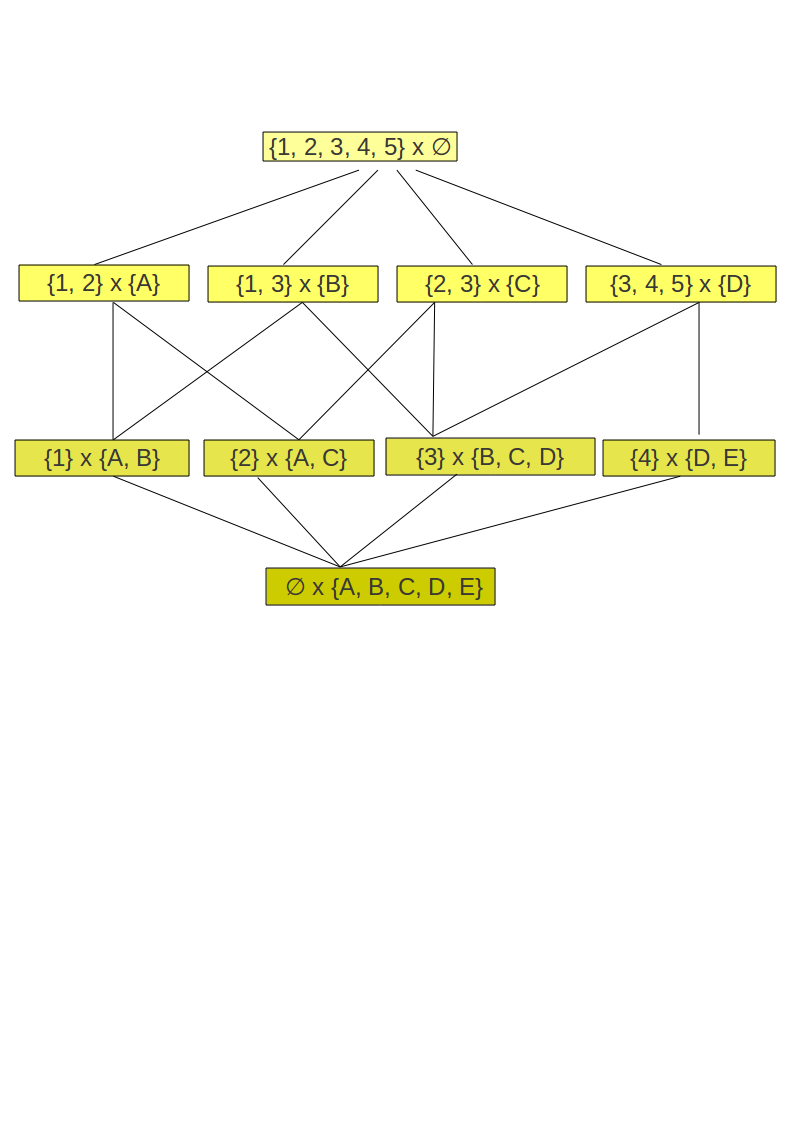 {1, 2, 3, 4, 5} x ∅
{1, 2} x {A}
{1, 3} x {B}
{2, 3} x {C}
{3, 4, 5} x {D}
{1} x {A, B}
{2} x {A, C}
{3} x {B, C, D}
{4} x {D, E}
∅ x {A, B, C, D, E}